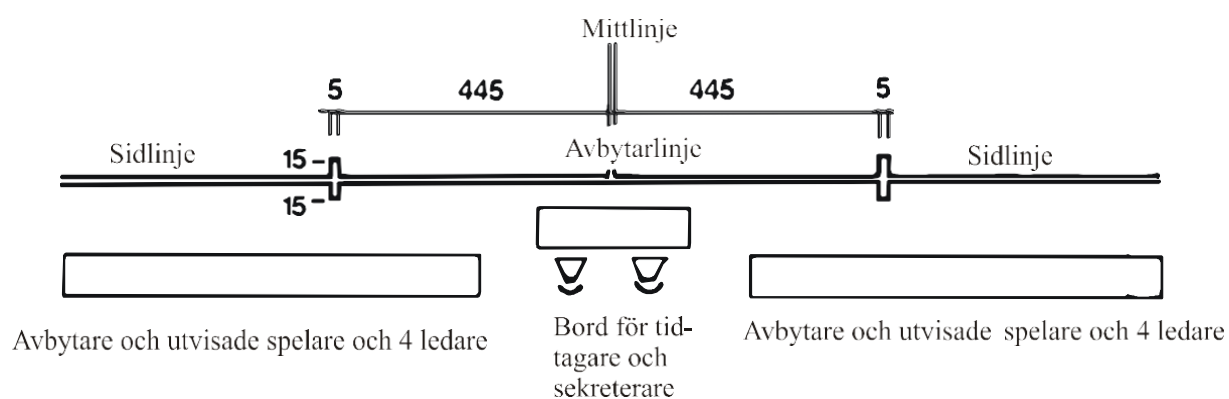 Mittlinje
5 445 445 5
Sidlinje 15 Avbytarlinje Sidlinje
15
Avbytare och utvisade spelare och 4 ledare
Bord för tid-
tagare och
sekreterare
Avbytare och utvisade spelare och 4 ledare